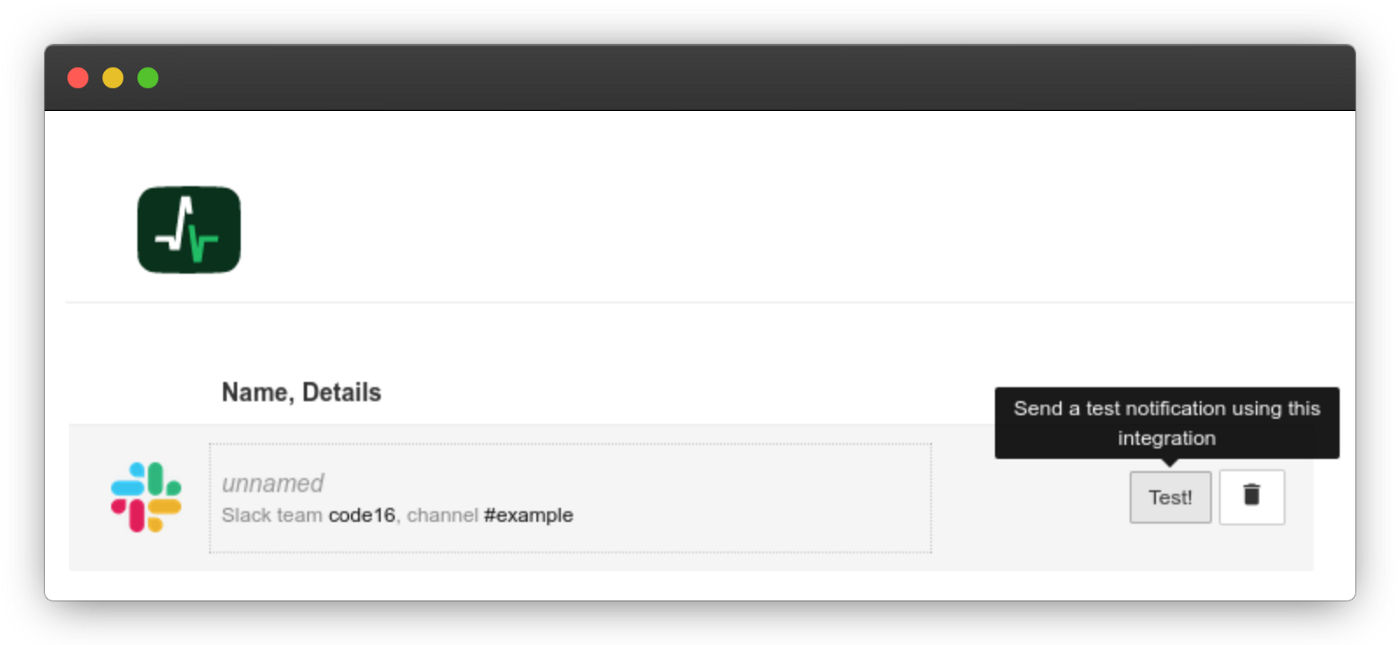 Name, Details
Send a test notification using this
integration
unnamed
Slack team code16, channel #example
Test!